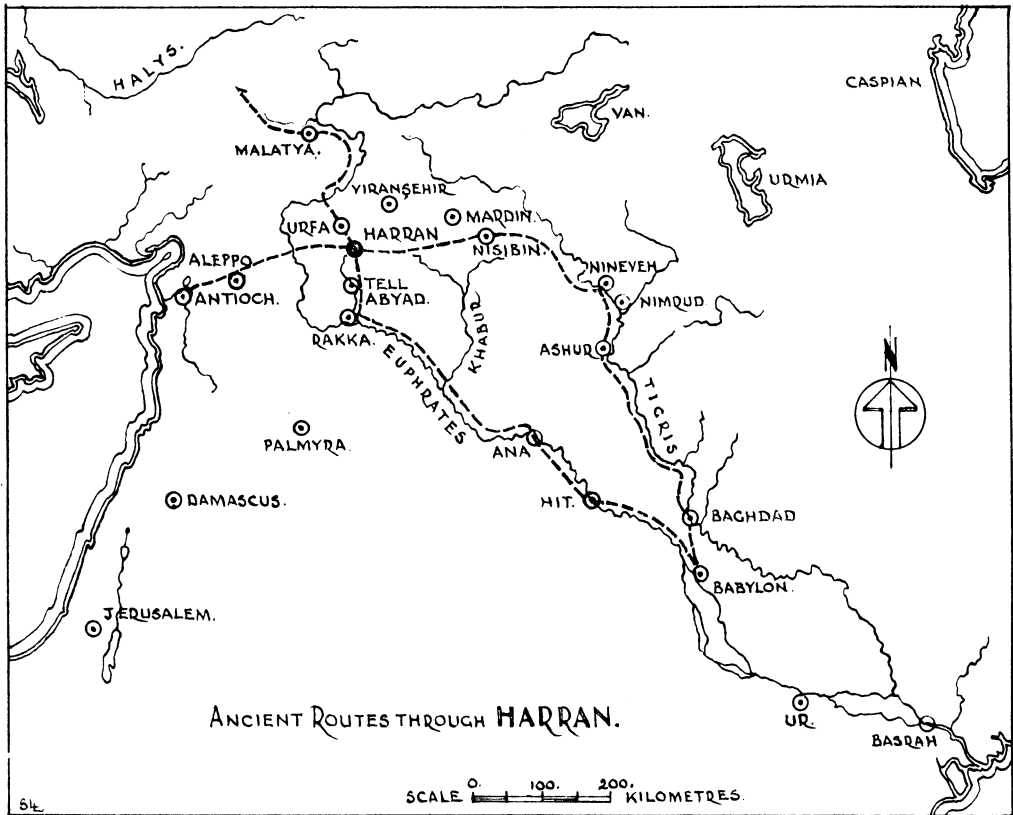 HALYS.
CASPIAN
VAN.
MALATYA.
URMIA
VIRANŞEHIR
MARDIN.
URFA
HARRAN
NISIBIN.
ALEPPO
NINEVEH
ANTIOCH.
TELL
ABYAD.
NIMRUD.
KHABUR
RAKKA.
ASHUR
N
EUPHRATES
TIGRIS
PALMYRA.
ANA
DAMASCUS.
HIT.
BAGHDAD
BABYLON.
JERUSALEM.
ANCIENT ROUTES THROUGH HARRAN.
UR.
BASRAH
0. 100. 200.
SCALE KILOMETRES.